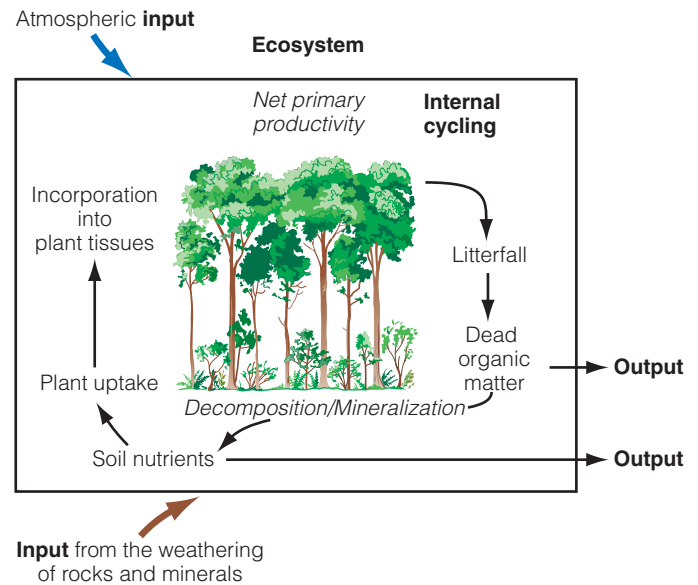 Atmospheric input
Ecosystem
Net primary
productivity
Internal
cycling
Incorporation
into
plant tissues
Litterfall
Dead
organic
matter
Output
Plant uptake
Decomposition/Mineralization
Soil nutrients
Output
Input from the weathering
of rocks and minerals